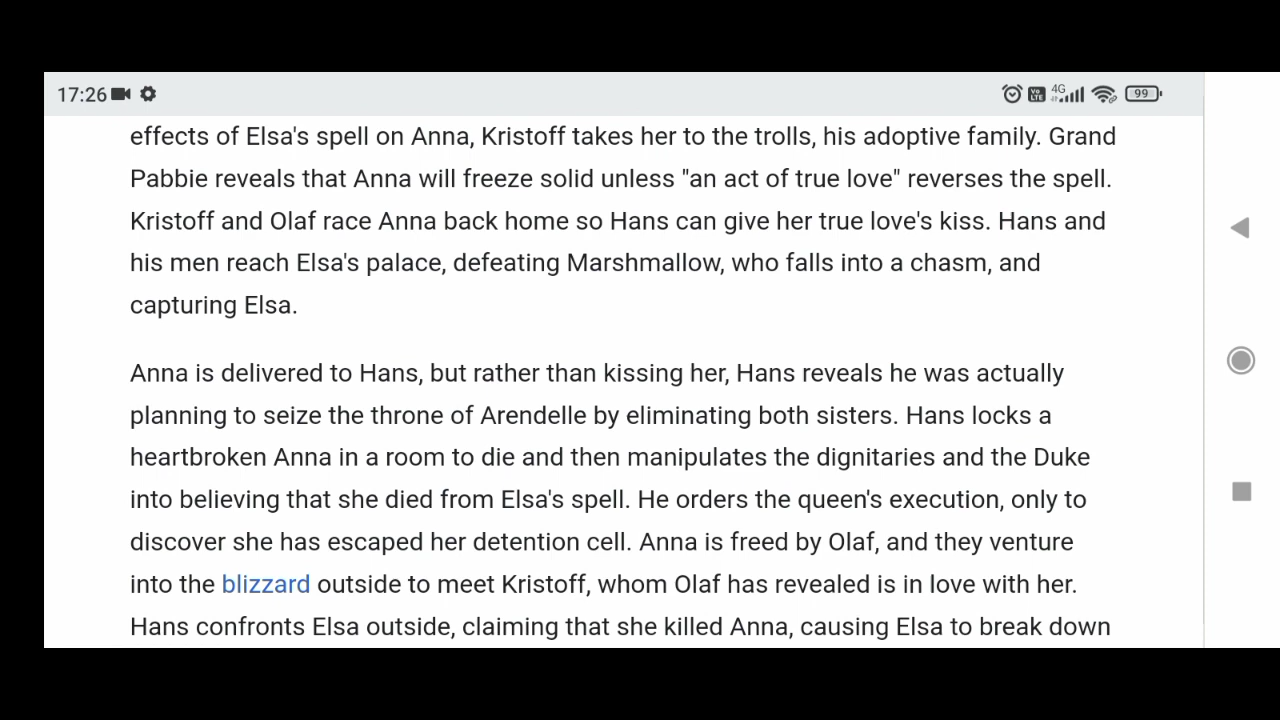 17:26
Vo LTE 4G 99
effects of Elsa's spell on Anna, Kristoff takes her to the trolls, his adoptive family. Grand
Pabbie reveals that Anna will freeze solid unless "an act of true love" reverses the spell.
Kristoff and Olaf race Anna back home so Hans can give her true love's kiss. Hans and
his men reach Elsa's palace, defeating Marshmallow, who falls into a chasm, and
capturing Elsa.
Anna is delivered to Hans, but rather than kissing her, Hans reveals he was actually
planning to seize the throne of Arendelle by eliminating both sisters. Hans locks a
heartbroken Anna in a room to die and then manipulates the dignitaries and the Duke
into believing that she died from Elsa's spell. He orders the queen's execution, only to
discover she has escaped her detention cell. Anna is freed by Olaf, and they venture
into the blizzard outside to meet Kristoff, whom Olaf has revealed is in love with her.
Hans confronts Elsa outside, claiming that she killed Anna, causing Elsa to break down